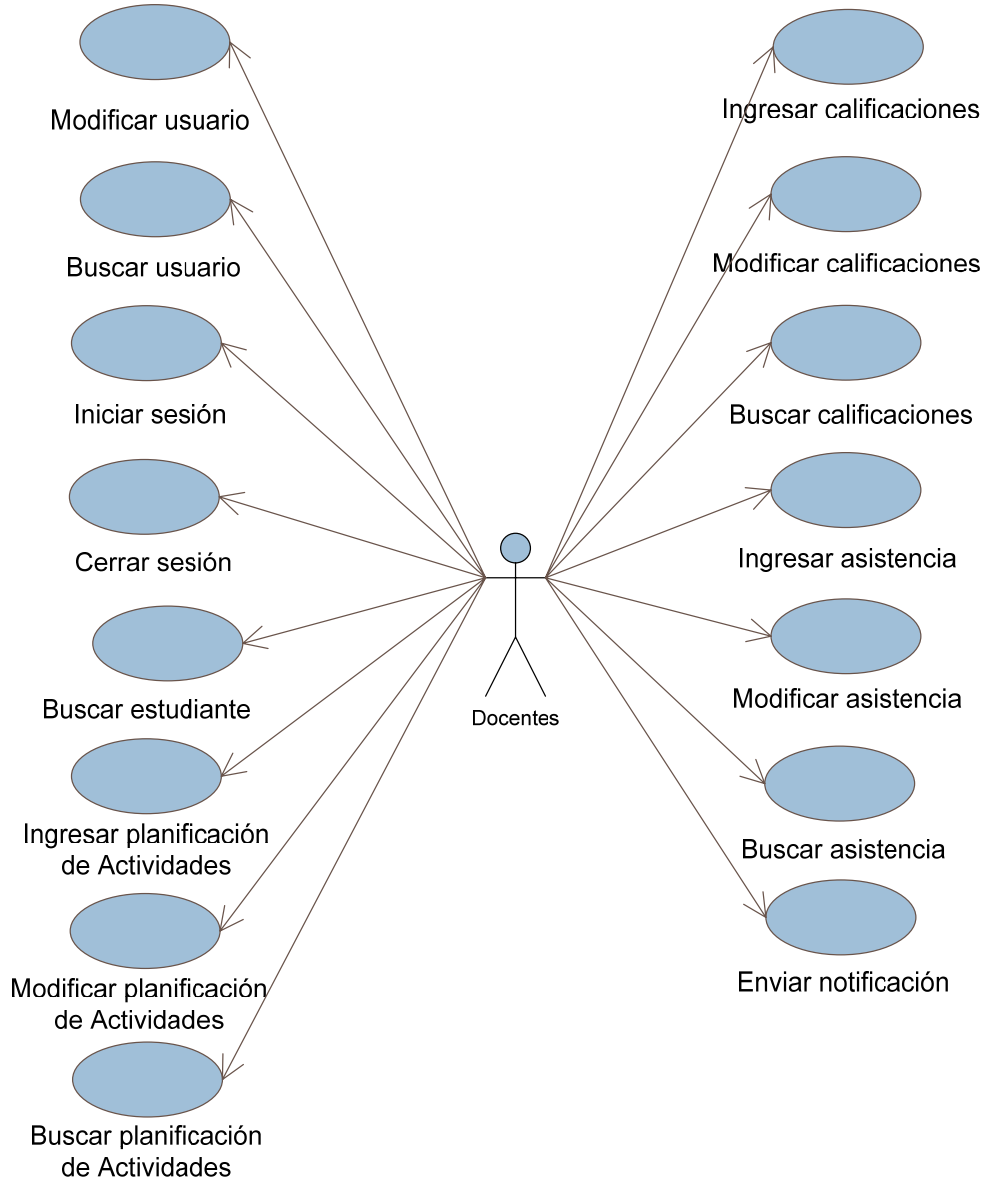 Modificar usuario
Buscar usuario
Iniciar sesión
Cerrar sesión
Buscar estudiante
Ingresar planificación
de Actividades
Modificar planificación
de Actividades
Buscar planificación
de Actividades
Docentes
Ingresar calificaciones
Modificar calificaciones
Buscar calificaciones
Ingresar asistencia
Modificar asistencia
Buscar asistencia
Enviar notificación